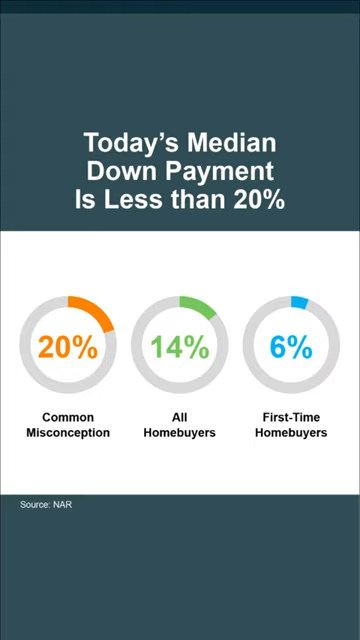 Today's Median
Down Payment
Is Less than 20%
20%
14%
6%
Common
Misconception
All
Homebuyers
First-Time
Homebuyers
Source: NAR